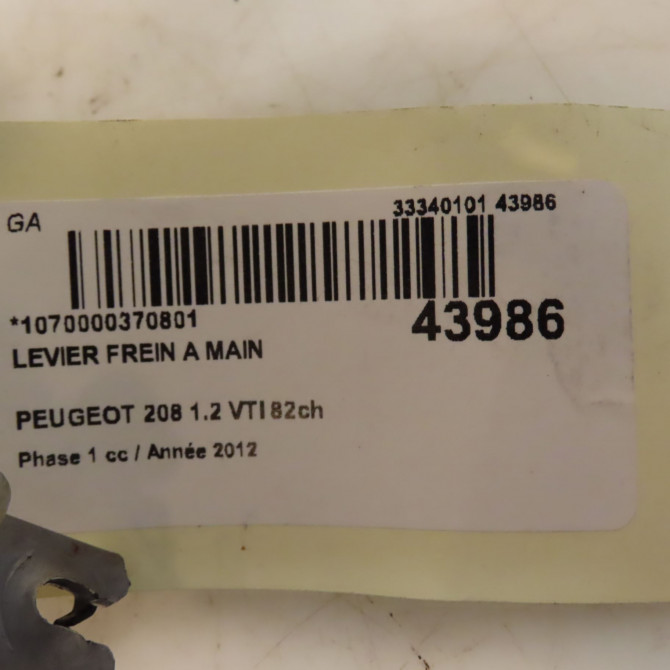 GA
33340101 43986
*1070000370801
43986
LEVIER FREIN A MAIN
PEUGEOT 208 1.2 VTI 82ch
Phase 1 cc / Année 2012